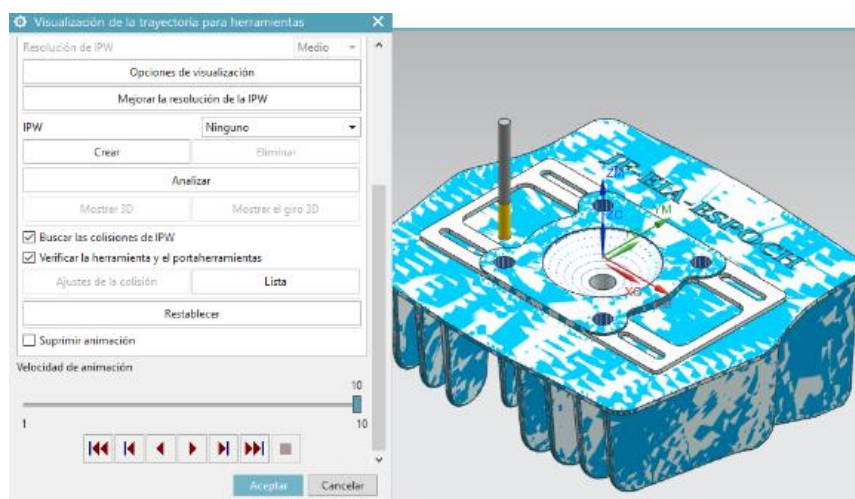 Visualización de la trayectoria para herramientas
Resolución de IPW Medio
Opciones de visualización
Mejorar la resolución de la IPW
IPW Ninguno
Crear Eliminar
Analizar
Mostrar 3D Mostrar el giro 3D
Buscar las colisiones de IPW
Verificar la herramienta y el portaherramientas
Ajustes de la colisión Lista
Restablecer
Suprimir animación
Velocidad de animación
10
1 10
Aceptar Cancelar
ZM
ZC
YM
XC